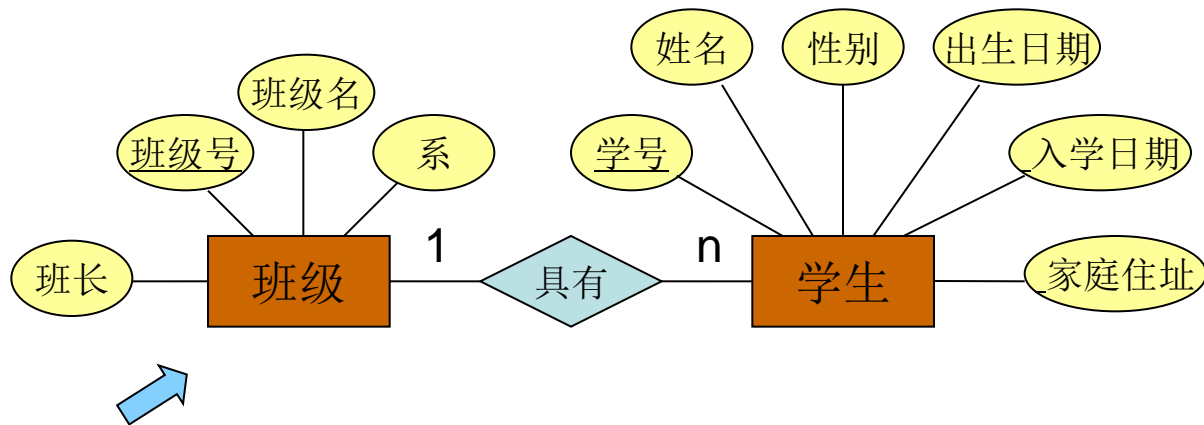 姓名
性别
出生日期
班级名
班级号
系
学号
入学日期
班长
班级
1
具有
n
学生
家庭住址